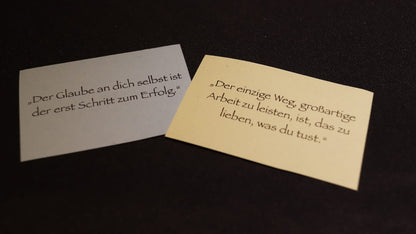 „Der Glaube an dich selbst ist
der erst Schritt zum Erfolg.“
„Der einzige Weg, großartige
Arbeit zu leisten, ist, das zu
lieben, was du tust.“